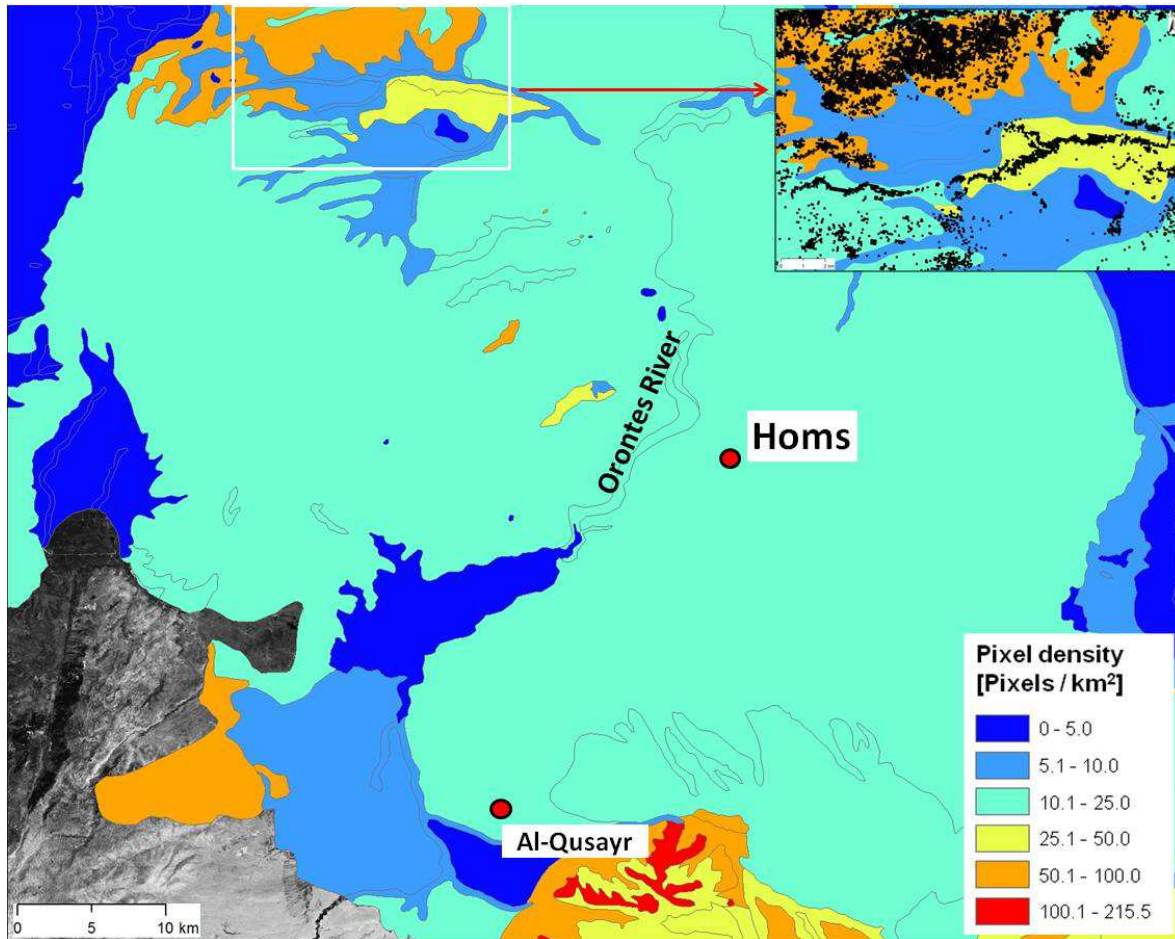 Orontes River
Homs
Al-Qusayr
Pixel density
[Pixels / km²]
0 - 5.0
5.1 - 10.0
10.1 - 25.0
25.1 - 50.0
50.1 - 100.0
100.1 - 215.5
0 5 10 km